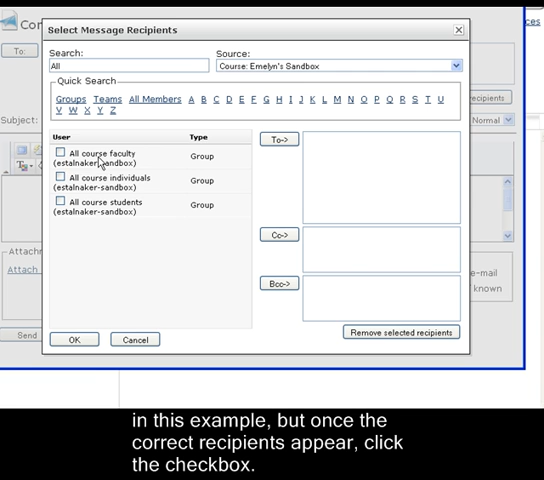 Select Message Recipients
Search:
Source:
All
Course: Emelyn's Sandbox
Quick Search
Groups Teams All Members A B C D E F G H I J K L M N O P Q R S T U
V W X Y Z
User
Type
All course faculty
(estalnaker-sandbox)
Group
All course individuals
(estalnaker-sandbox)
Group
All course students
(estalnaker-sandbox)
Group
To->
Cc->
Bcc->
Remove selected recipients
OK
Cancel
To:
Subject:
Normal
Attach
Send
e-mail
known
in this example, but once the
correct recipients appear, click
the checkbox.